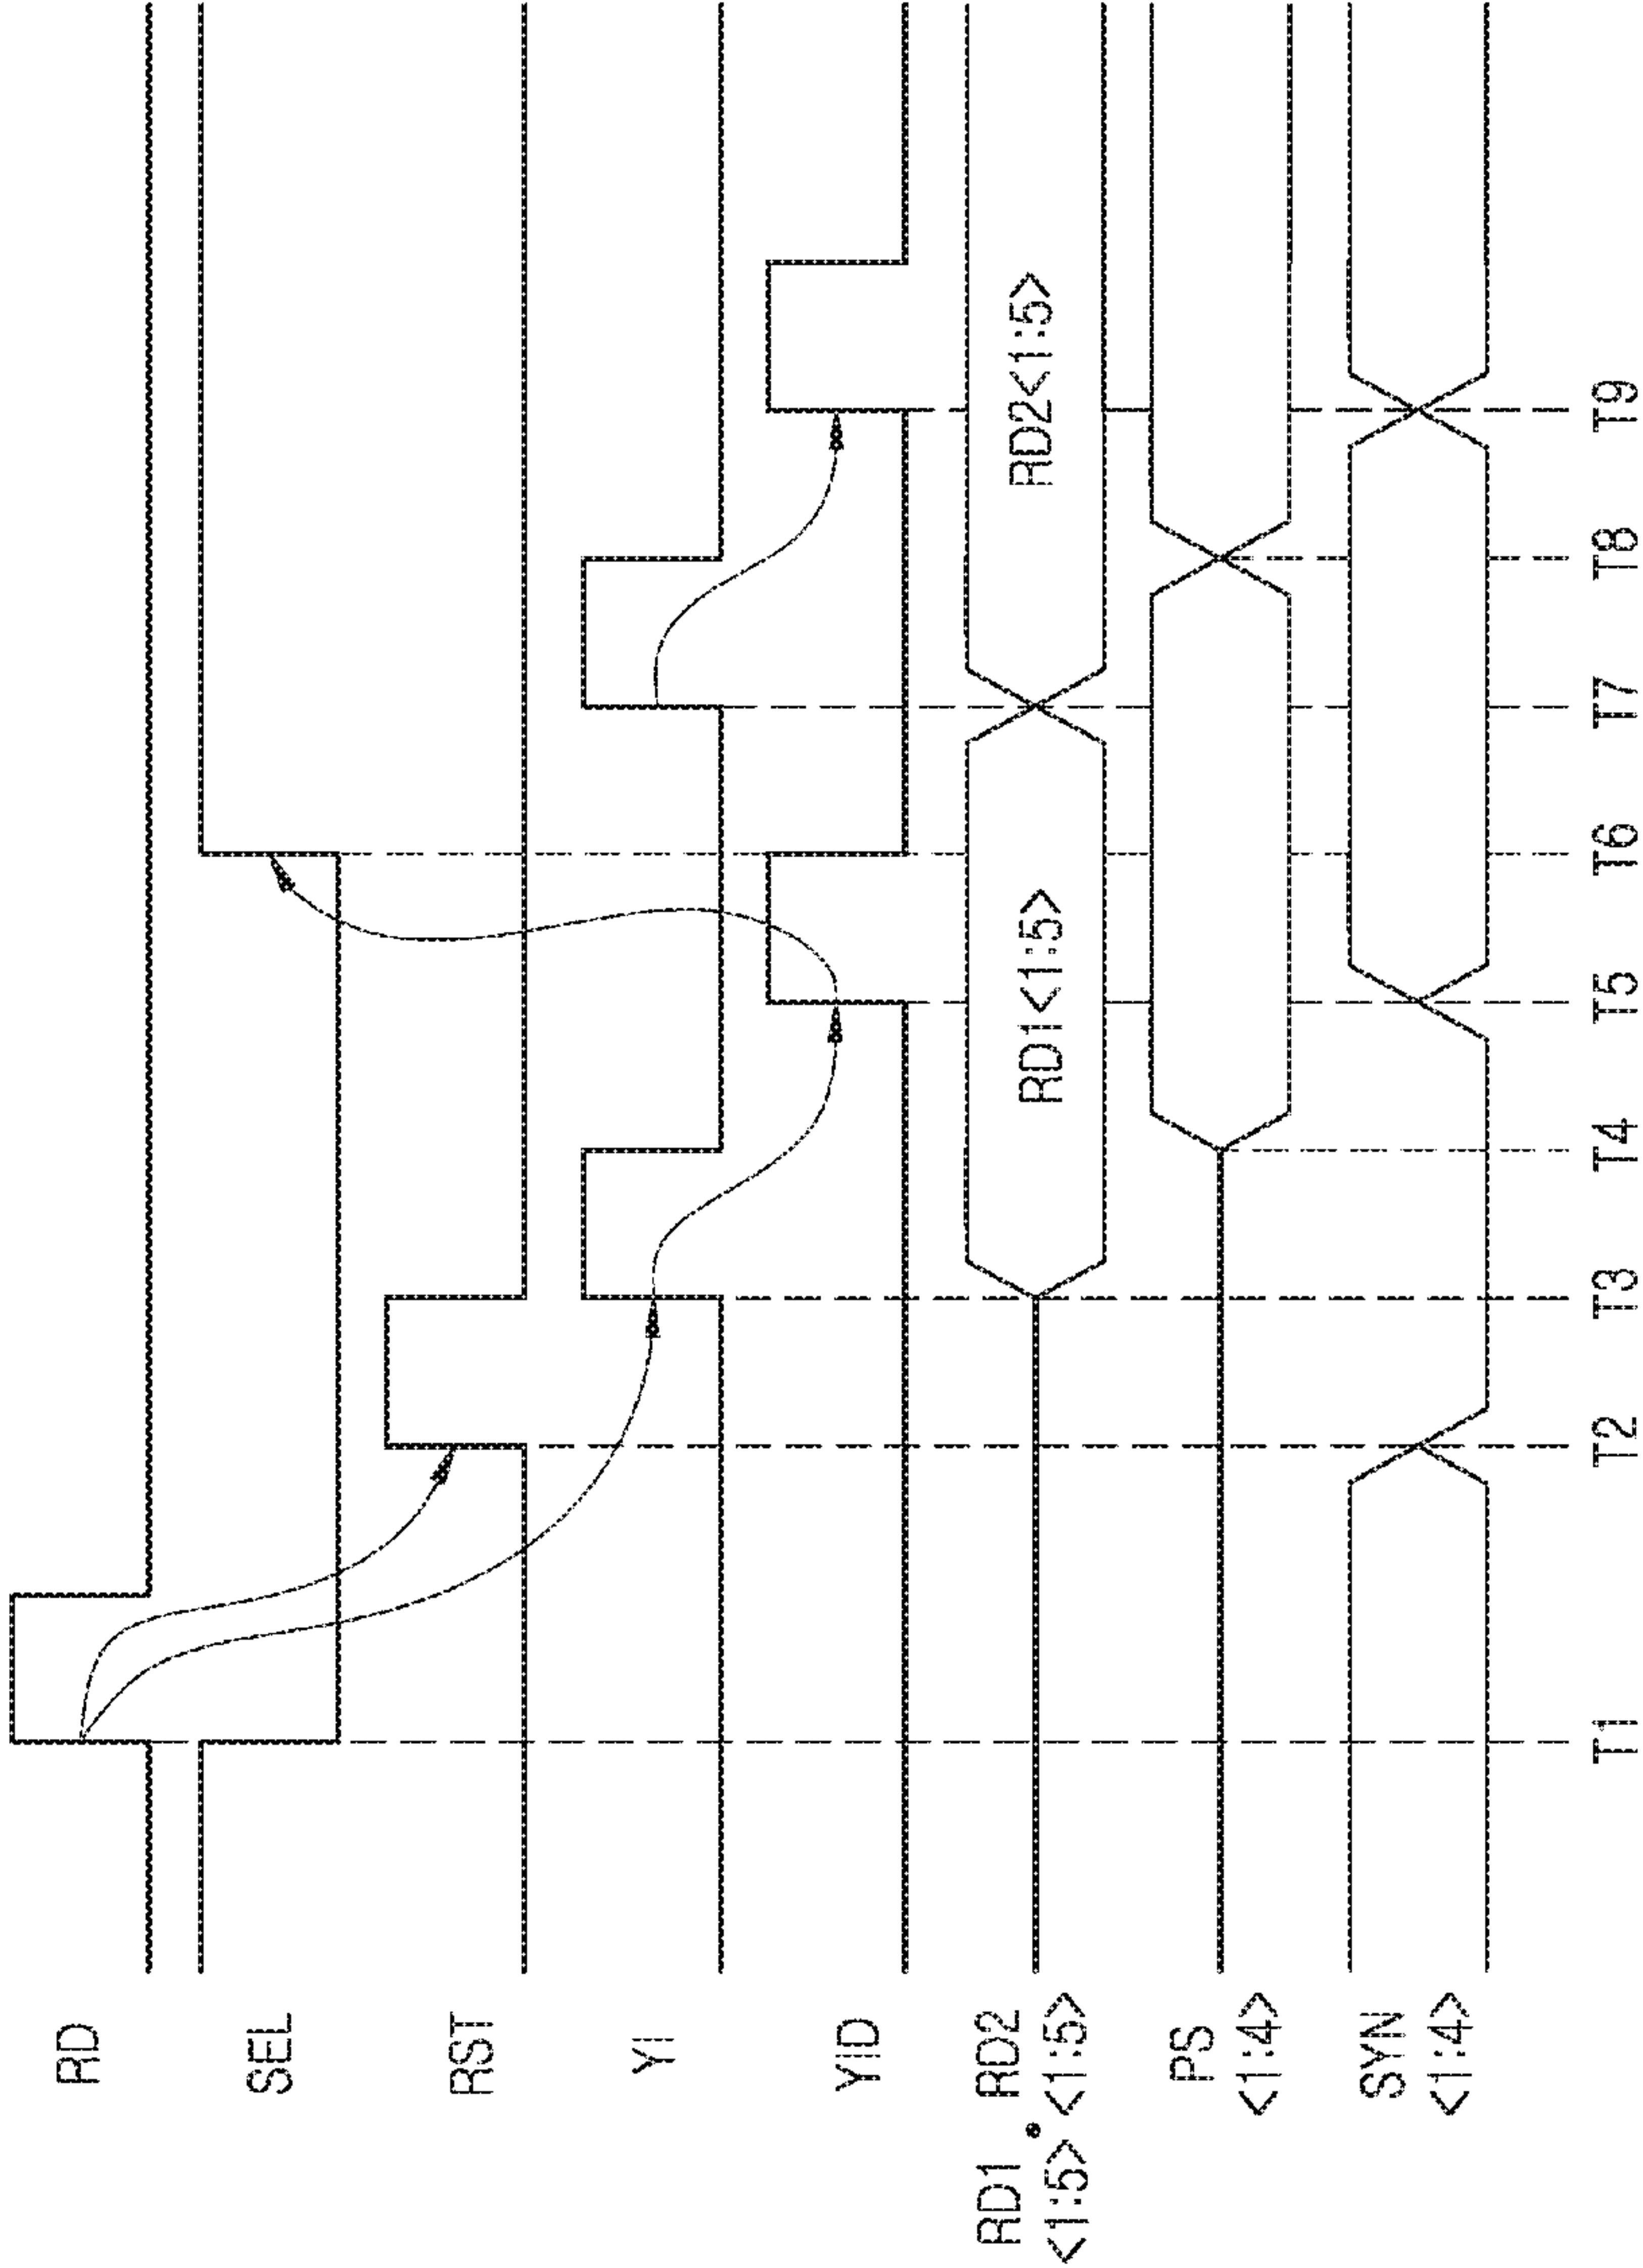 RD
SEL
RST
YI
YID
RD1 • RD2
<1:5> <1:5>
RD1<1:5>
RD2<1:5>
PS
<1:4>
SYN
<1:4>
T1 T2 T3 T4 T5 T6 T7 T8 T9